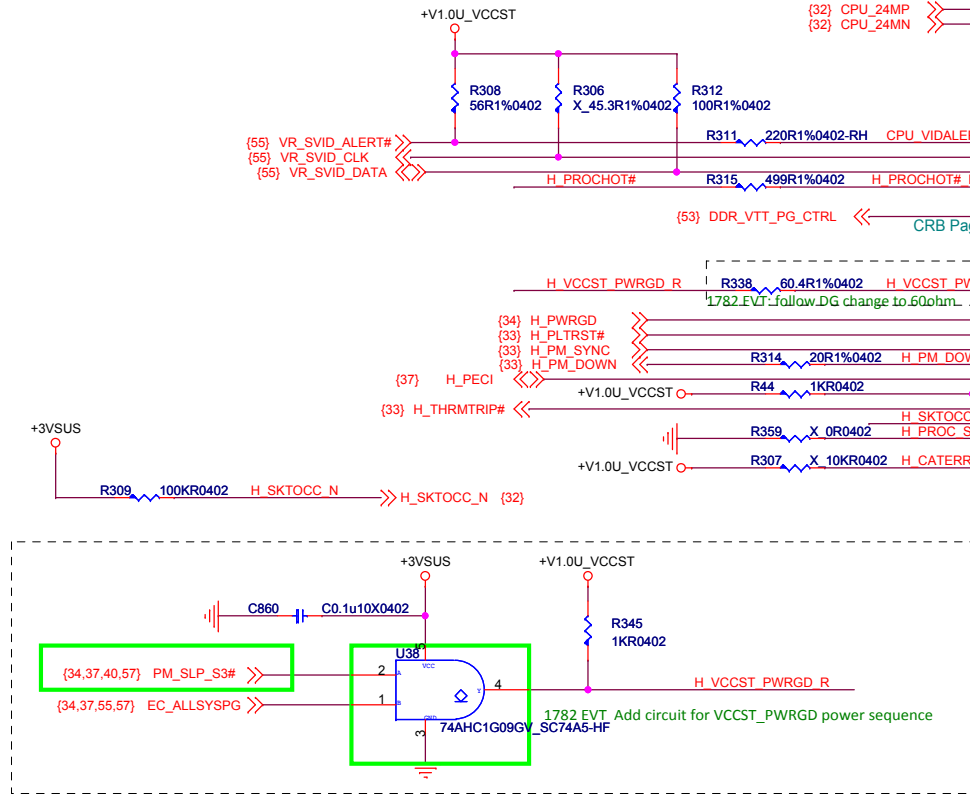 {32} CPU_24MP
{32} CPU_24MN
+V1.0U_VCCST
R308
56R1%0402
R306
X_45.3R1%0402
R312
100R1%0402
{55} VR_SVID_ALERT#
R311 220R1%0402-RH CPU_VIDALE
{55} VR_SVID_CLK
{55} VR_SVID_DATA
H_PROCHOT# R315 499R1%0402 H_PROCHOT#_
{53} DDR_VTT_PG_CTRL
CRB Pa
H_VCCST_PWRGD_R R338 60.4R1%0402 H_VCCST_PW
1782 EVT: follow DG change to 60ohm
{34} H_PWRGD
{33} H_PLTRST#
{33} H_PM_SYNC
{33} H_PM_DOWN R314 20R1%0402 H_PM_DOW
{37} H_PECI
+V1.0U_VCCST R44 1KR0402
{33} H_THRMTRIP#
H_SKTOCC
R359 X_0R0402 H_PROC_S
+V1.0U_VCCST R307 X_10KR0402 H_CATERR
+3VSUS
R309 100KR0402 H_SKTOCC_N H_SKTOCC_N {32}
+3VSUS
+V1.0U_VCCST
C860 C0.1u10X0402
R345
1KR0402
U38
5
VCC
{34,37,40,57} PM_SLP_S3# 2 A
Y 4 H_VCCST_PWRGD_R
{34,37,55,57} EC_ALLSYSPG 1 B
GND
3
74AHC1G09GV_SC74A5-HF
1782 EVT Add circuit for VCCST_PWRGD power sequence